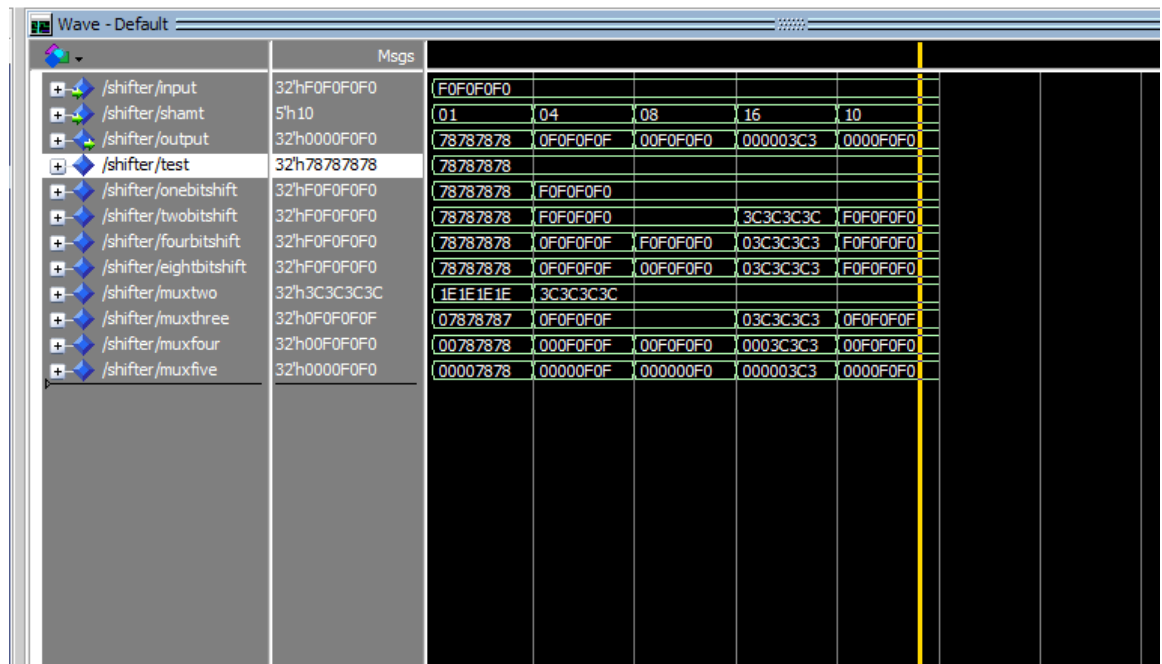 Wave - Default
Msgs
/shifter/input 32'hF0F0F0F0 F0F0F0F0
/shifter/shamt 5'h10 01 04 08 16 10
/shifter/output 32'h0000F0F0 78787878 0F0F0F0F 00F0F0F0 000003C3 0000F0F0
/shifter/test 32'h78787878 78787878
/shifter/onebitshift 32'hF0F0F0F0 78787878 F0F0F0F0
/shifter/twobitshift 32'hF0F0F0F0 78787878 F0F0F0F0 3C3C3C3C F0F0F0F0
/shifter/fourbitshift 32'hF0F0F0F0 78787878 0F0F0F0F F0F0F0F0 03C3C3C3 F0F0F0F0
/shifter/eightbitshift 32'hF0F0F0F0 78787878 0F0F0F0F 00F0F0F0 03C3C3C3 F0F0F0F0
/shifter/muxtwo 32'h3C3C3C3C 1E1E1E1E 3C3C3C3C
/shifter/muxthree 32'h0F0F0F0F 07878787 0F0F0F0F 03C3C3C3 0F0F0F0F
/shifter/muxfour 32'h00F0F0F0 00787878 000F0F0F 00F0F0F0 0003C3C3 00F0F0F0
/shifter/muxfive 32'h0000F0F0 00007878 00000F0F 000000F0 000003C3 0000F0F0